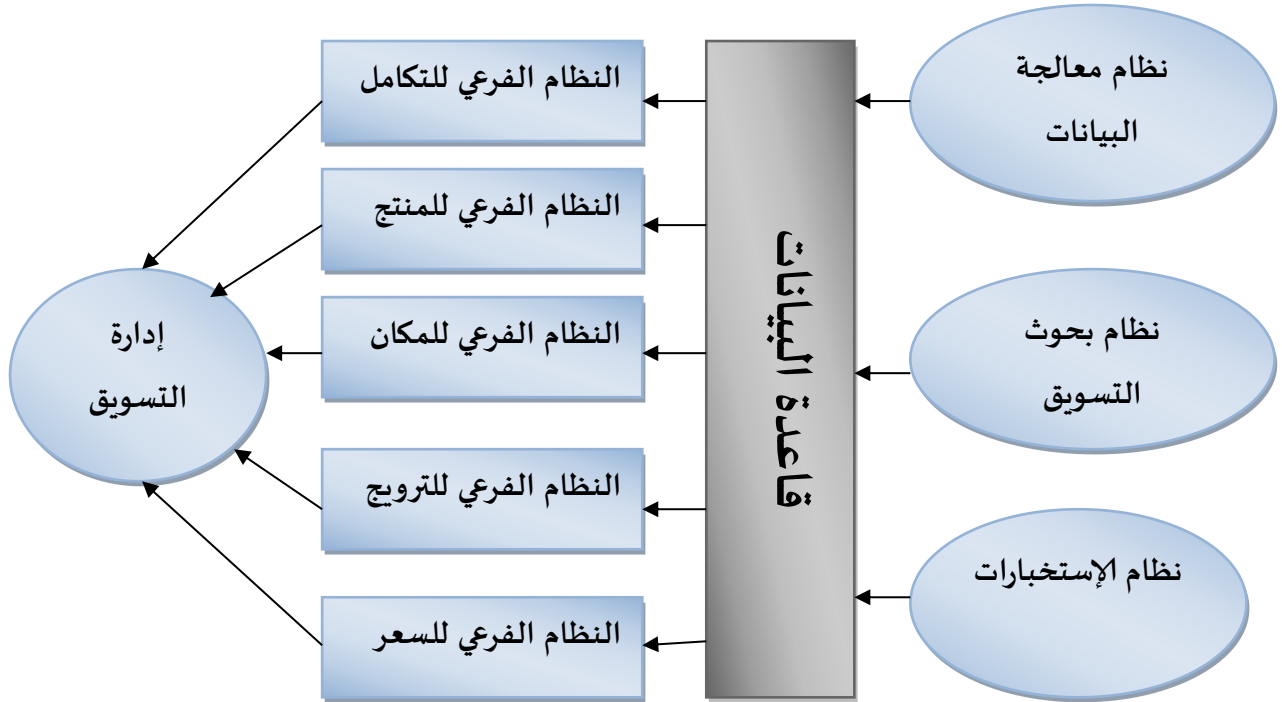 نظام معالجة
البيانات
نظام بحوث
التسويق
نظام الإستخبارات
قاعدة البيانات
النظام الفرعي للتكامل
النظام الفرعي للمنتج
النظام الفرعي للمكان
النظام الفرعي للترويج
النظام الفرعي للسعر
إدارة
التسويق